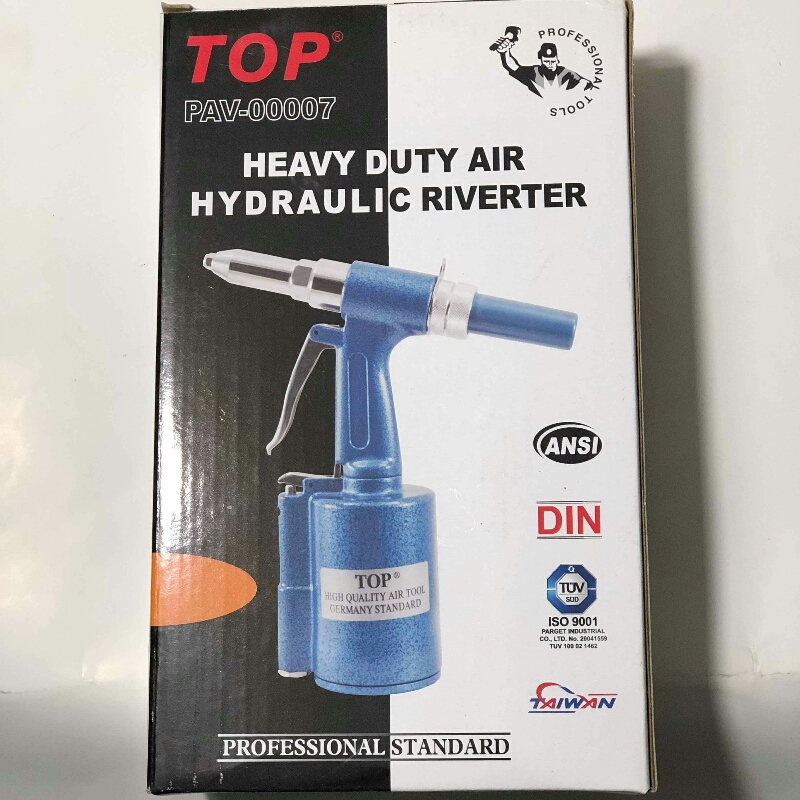 TOP®
PAV-00007
PROFESSIONAL TOOLS
HEAVY DUTY AIR
HYDRAULIC RIVERTER
ANSI
DIN
TÜV
SÜD
ISO 9001
PARGET INDUSTRIAL
CO., LTD. No. 20041559
TUV 100 02 1462
TAIWAN
TOP®
HIGH QUALITY AIR TOOL
GERMANY STANDARD
PROFESSIONAL STANDARD